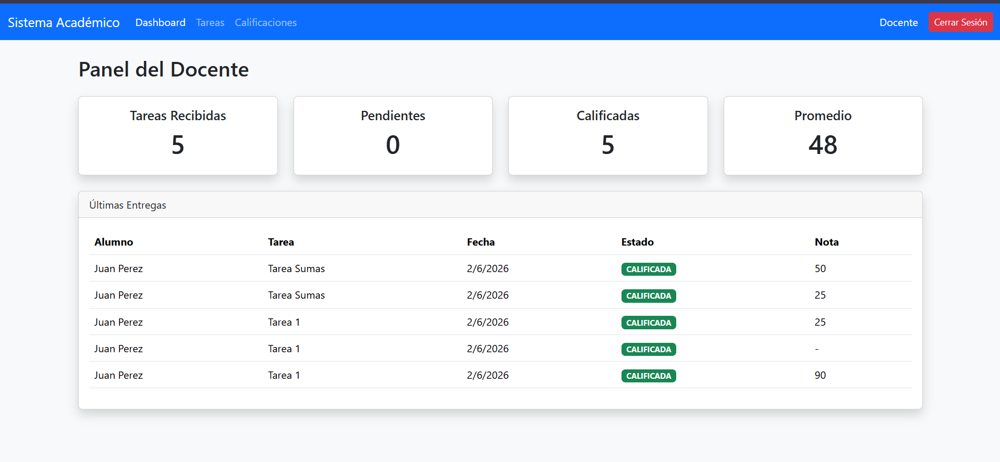 Sistema Académico Dashboard Tareas Calificaciones Docente Cerrar Sesión
Panel del Docente
Tareas Recibidas Pendientes Calificadas Promedio
5 0 5 48
Últimas Entregas
Alumno Tarea Fecha Estado Nota
Juan Perez Tarea Sumas 2/6/2026 CALIFICADA 50
Juan Perez Tarea Sumas 2/6/2026 CALIFICADA 25
Juan Perez Tarea 1 2/6/2026 CALIFICADA 25
Juan Perez Tarea 1 2/6/2026 CALIFICADA -
Juan Perez Tarea 1 2/6/2026 CALIFICADA 90